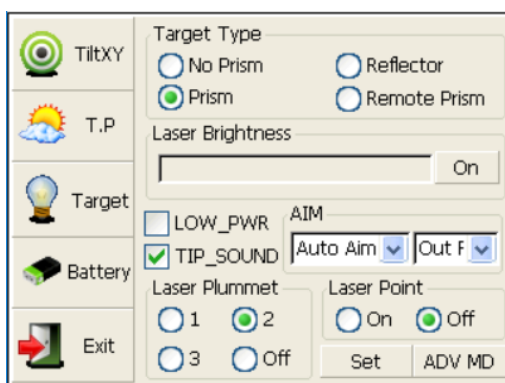 TiltXY
T.P
Target
Battery
Exit
Target Type
No Prism
Reflector
Prism
Remote Prism
Laser Brightness
On
LOW_PWR
TIP_SOUND
AIM
Auto Aim
Out
Laser Plummet
1
2
3
Off
Laser Point
On
Off
Set
ADV MD